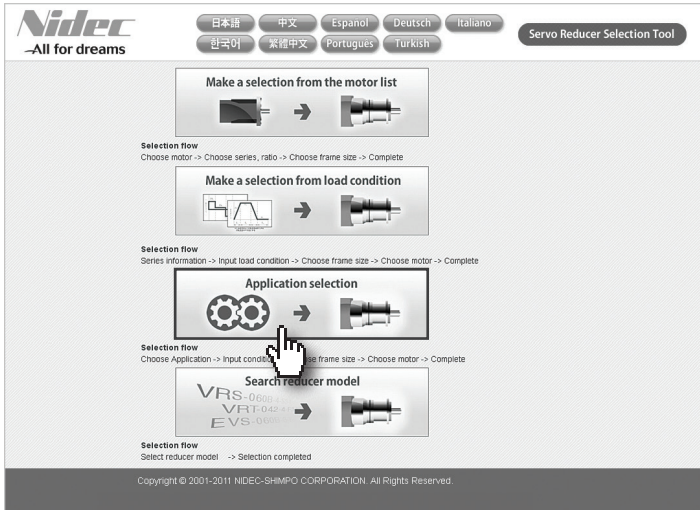 Nidec
日本語 中文 Espanol Deutsch Italiano
-All for dreams
한국어 繁體中文 Portugues Turkish
Servo Reducer Selection Tool
Make a selection from the motor list
Selection flow
Choose motor -> Choose series, ratio -> Choose frame size -> Complete
Make a selection from load condition
Selection flow
Series information -> Input load condition -> Choose frame size -> Choose motor -> Complete
Application selection
Selection flow
Choose Application -> Input frame size -> Choose motor -> Complete
Search reducer model
VRS-060B
VRT-042
EVS-060
Selection flow
Select reducer model -> Selection completed
Copyright © 2001-2011 NIDEC-SHIMPO CORPORATION. All Rights Reserved.